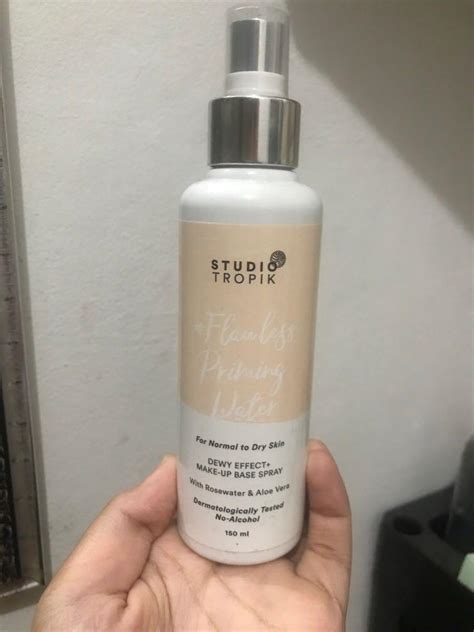 STUDIO
TROPIK
#Flawless
Priming
Water
For Normal to Dry Skin
DEWY EFFECT+
MAKE-UP BASE SPRAY
With Rosewater & Aloe Vera
Dermatologically Tested
No-Alcohol
150 ml